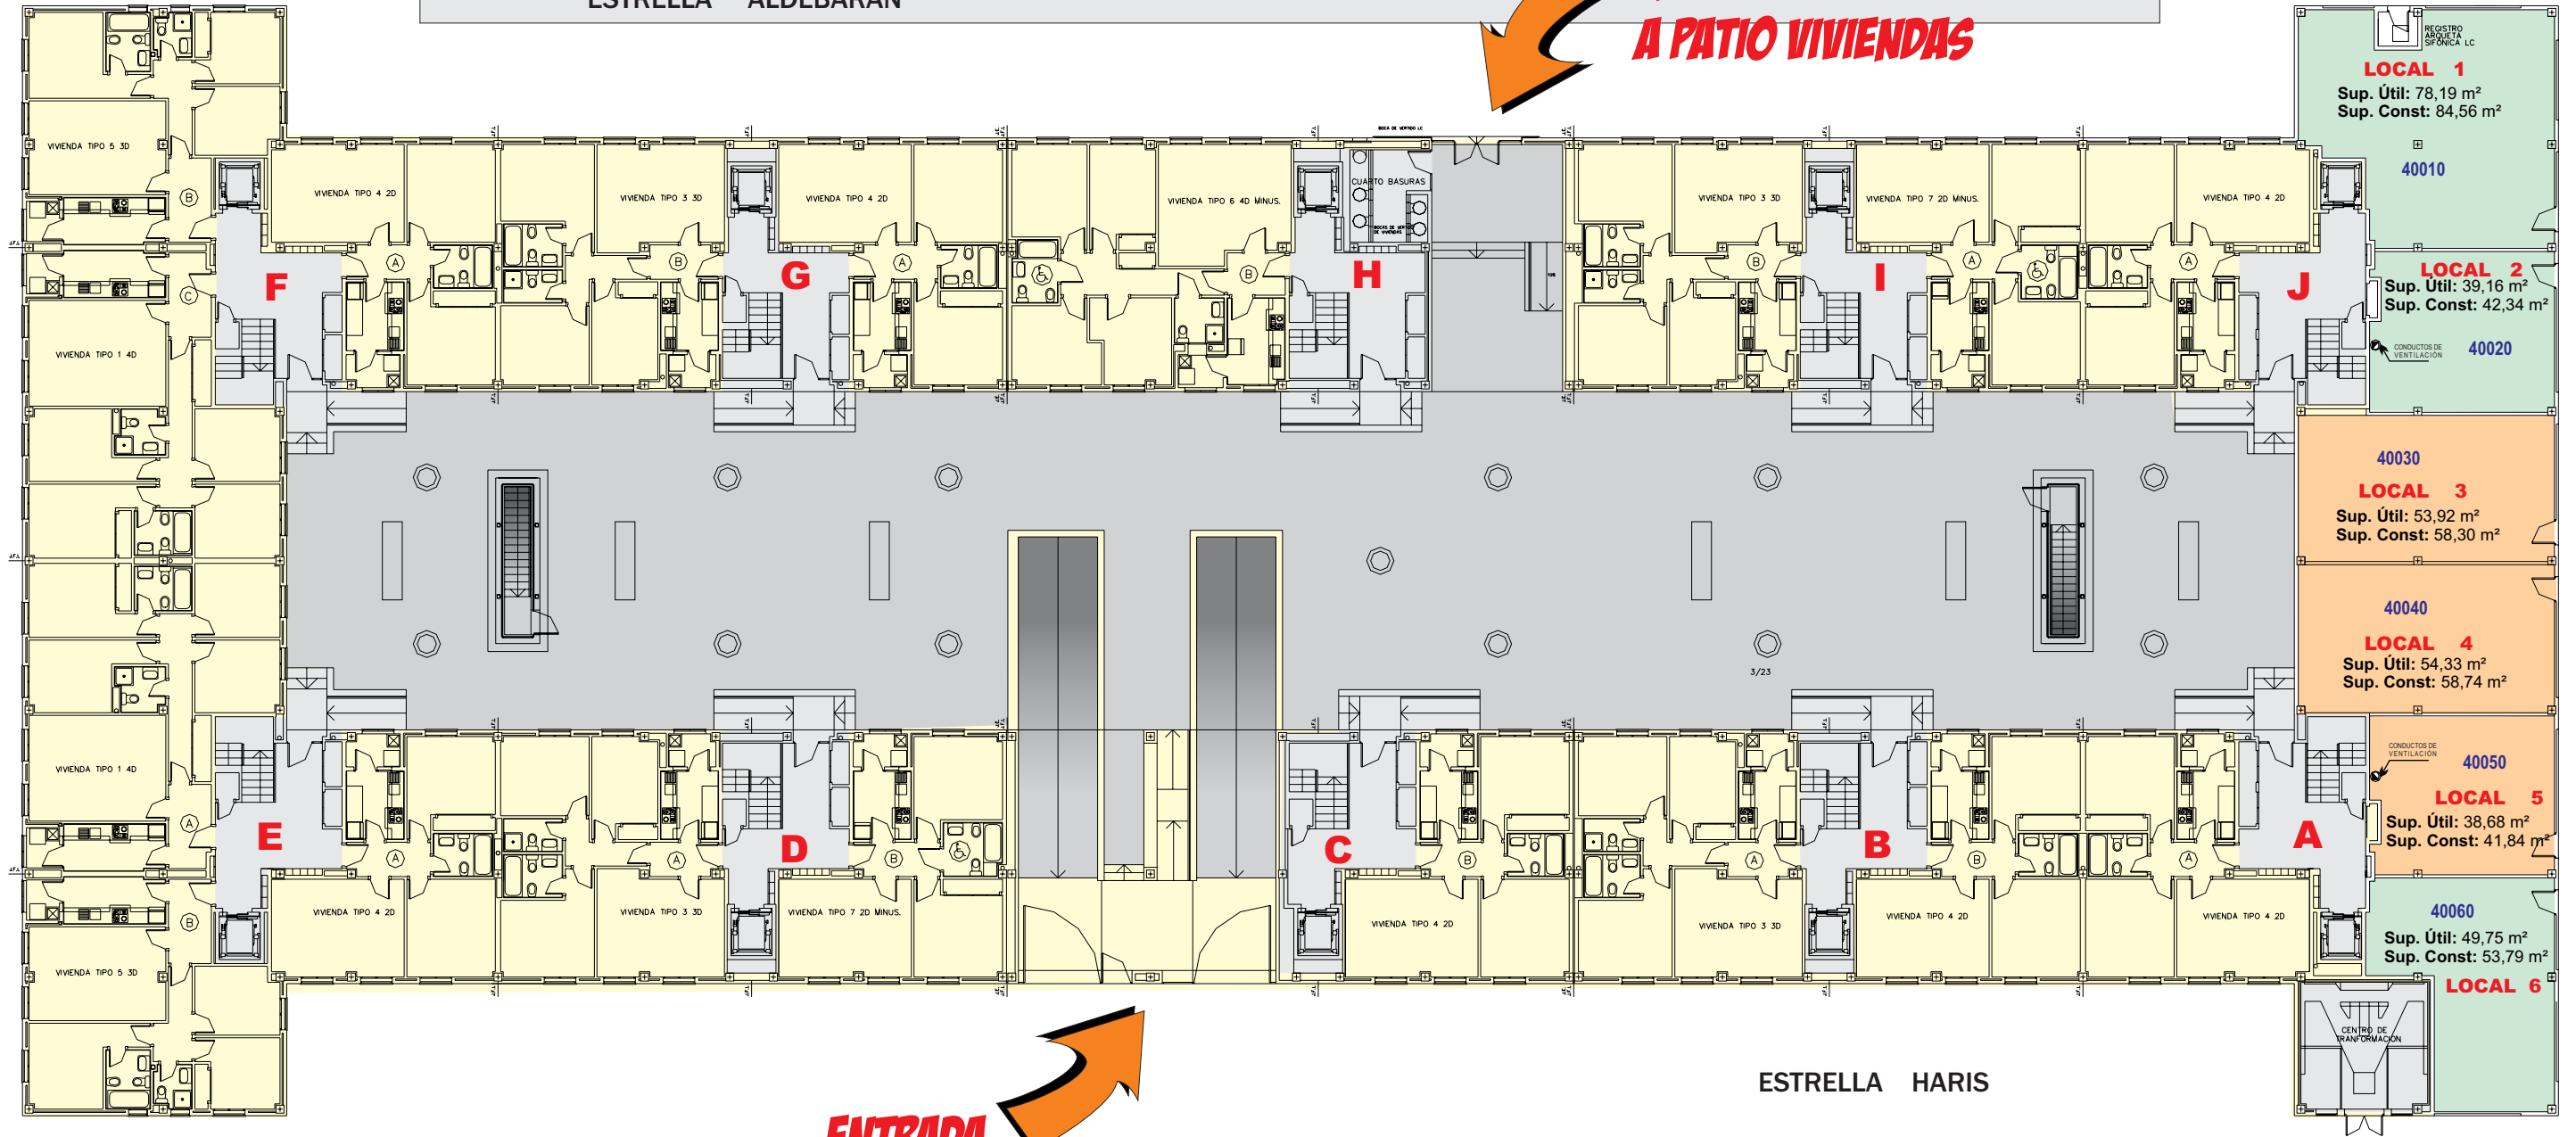 ESTRELLA ALDEBARÁN
A PATIO VIVIENDAS
REGISTRO
ARQUETA
SIFÓNICA LC
LOCAL 1
Sup. Útil: 78,19 m²
Sup. Const: 84,56 m²
40010
BOCA DE VERTIDO LC
VIVIENDA TIPO 5 3D
B
VIVIENDA TIPO 4 2D
VIVIENDA TIPO 3 3D
VIVIENDA TIPO 4 2D
VIVIENDA TIPO 6 4D MINUS.
CUARTO BASURAS
VIVIENDA TIPO 3 3D
VIVIENDA TIPO 7 2D MINUS.
VIVIENDA TIPO 4 2D
F
A
B
G
A
B
H
B
I
A
A
J
C
LOCAL 2
Sup. Útil: 39,16 m²
Sup. Const: 42,34 m²
CONDUCTOS DE
VENTILACIÓN
40020
VIVIENDA TIPO 1 4D
40030
LOCAL 3
Sup. Útil: 53,92 m²
Sup. Const: 58,30 m²
40040
LOCAL 4
Sup. Útil: 54,33 m²
Sup. Const: 58,74 m²
3/23
VIVIENDA TIPO 1 4D
CONDUCTOS DE
VENTILACIÓN
40050
LOCAL 5
Sup. Útil: 38,68 m²
Sup. Const: 41,84 m²
A
E
A
A
D
B
C
B
A
B
B
A
A
B
VIVIENDA TIPO 4 2D
VIVIENDA TIPO 3 3D
VIVIENDA TIPO 7 2D MINUS.
VIVIENDA TIPO 4 2D
VIVIENDA TIPO 3 3D
VIVIENDA TIPO 4 2D
VIVIENDA TIPO 4 2D
40060
Sup. Útil: 49,75 m²
Sup. Const: 53,79 m²
LOCAL 6
VIVIENDA TIPO 5 3D
CENTRO DE
TRANFORMACION
ESTRELLA HARIS
ENTRADA